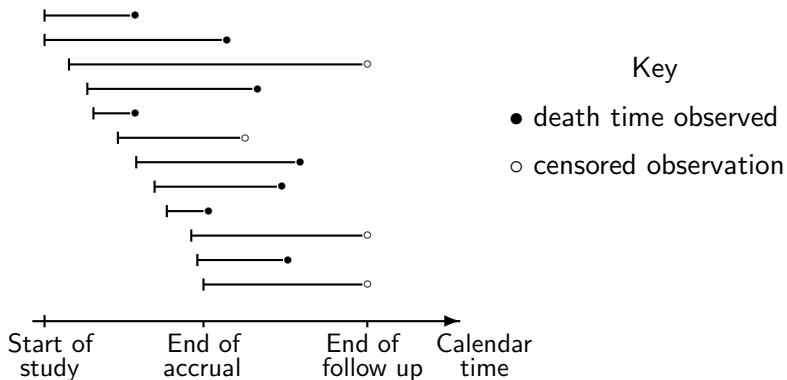 Key
death time observed
censored observation
Start of study
End of accrual
End of follow up
Calendar time